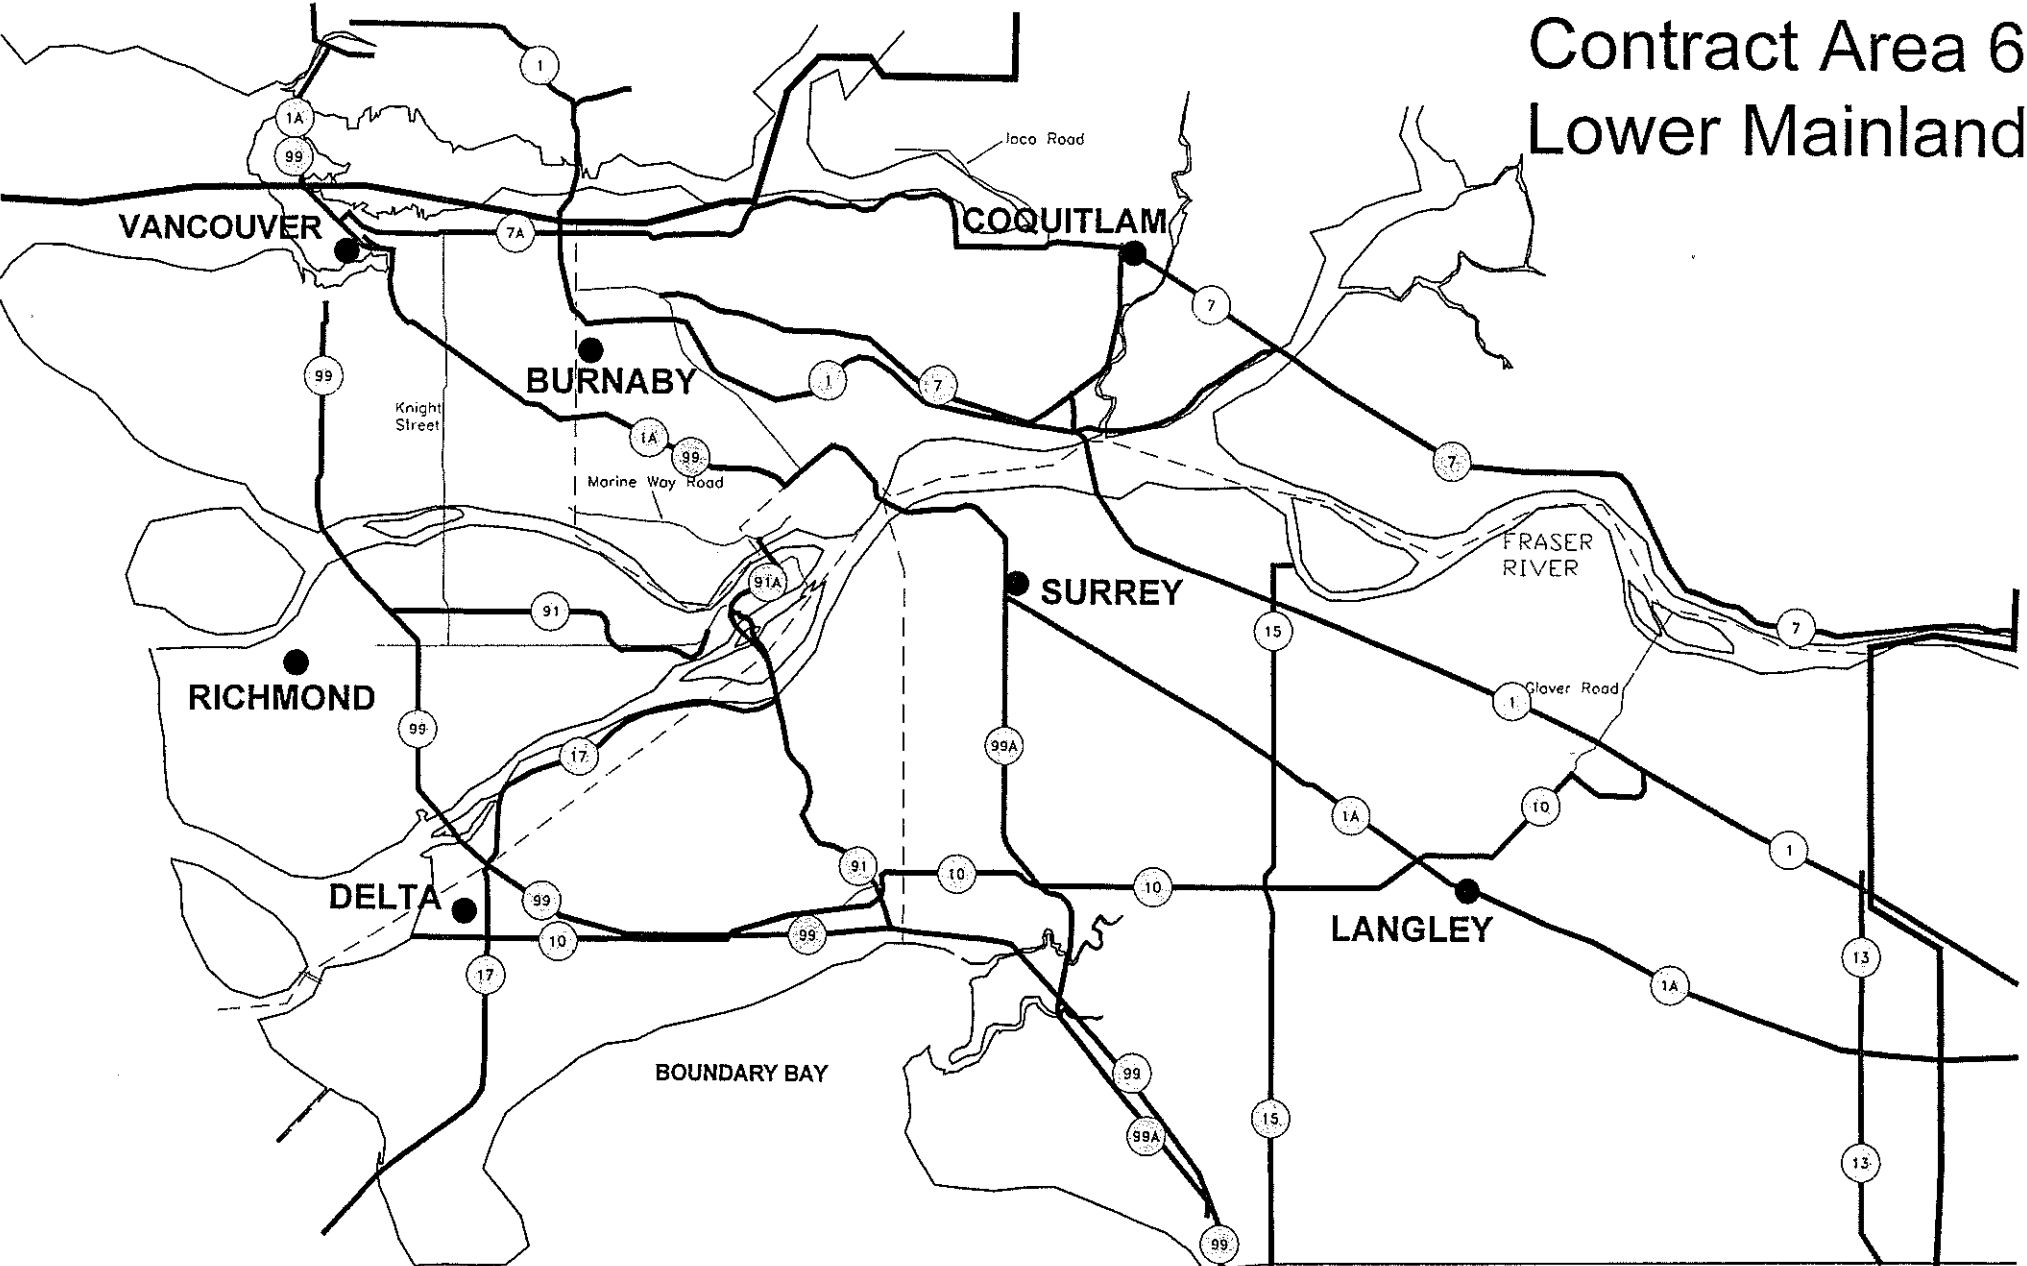 Contract Area 6
Lower Mainland
1
1A
99
Ioco Road
VANCOUVER
7A
COQUITLAM
7
99
BURNABY
1
7
Knight
Street
1A
99
7
Marine Way Road
FRASER
RIVER
91A
SURREY
91
15
7
RICHMOND
Glover Road
1
99
17
99A
1A
10
1
91
10
10
DELTA
99
LANGLEY
10
99
17
13
1A
BOUNDARY BAY
99
15
99A
13
99